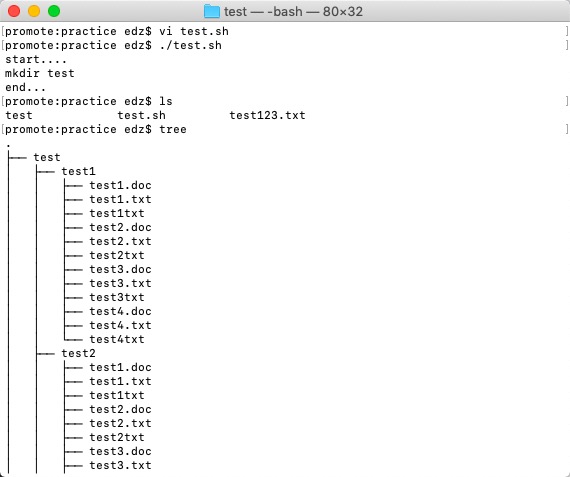 test — -bash — 80×32
[promote:practice edz$ vi test.sh ]
[promote:practice edz$ ./test.sh ]
start....
mkdir test
end...
[promote:practice edz$ ls ]
test test.sh test123.txt
[promote:practice edz$ tree ]
.
├── test
│   ├── test1
│   │   ├── test1.doc
│   │   ├── test1.txt
│   │   ├── test1txt
│   │   ├── test2.doc
│   │   ├── test2.txt
│   │   ├── test2txt
│   │   ├── test3.doc
│   │   ├── test3.txt
│   │   ├── test3txt
│   │   ├── test4.doc
│   │   ├── test4.txt
│   │   └── test4txt
│   ├── test2
│   │   ├── test1.doc
│   │   ├── test1.txt
│   │   ├── test1txt
│   │   ├── test2.doc
│   │   ├── test2.txt
│   │   ├── test2txt
│   │   ├── test3.doc
│   │   ├── test3.txt